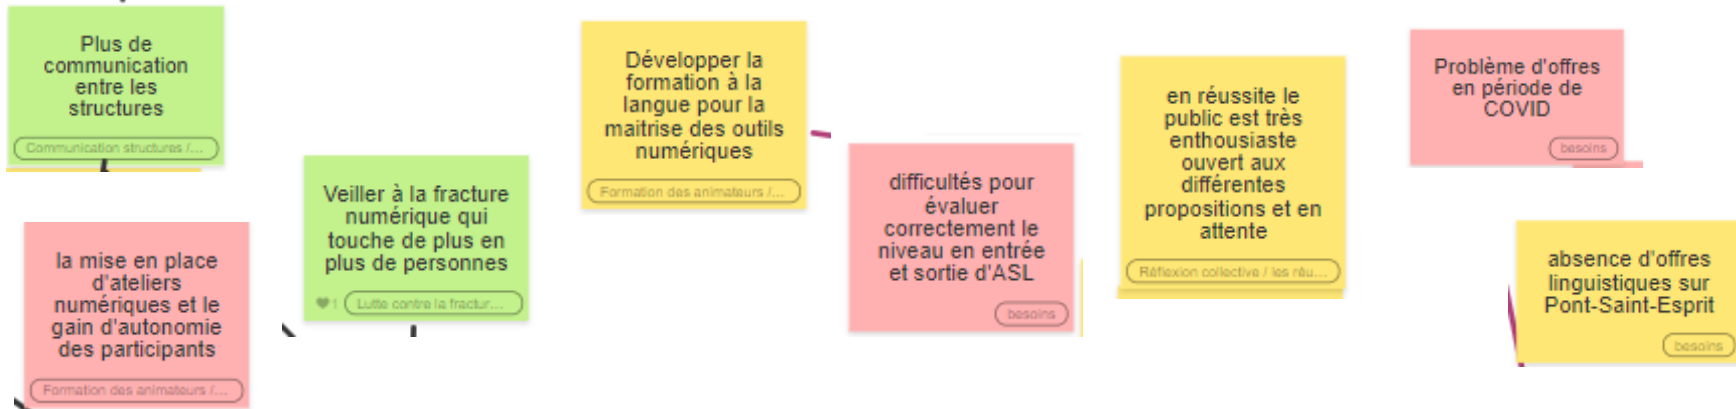 Plus de
communication
entre les
structures
Communication structures /...
la mise en place
d'ateliers
numériques et le
gain d'autonomie
des participants
Formation des animateurs /...
Veiller à la fracture
numérique qui
touche de plus en
plus de personnes
1
Lutte contre la fractur...
Développer la
formation à la
langue pour la
maitrise des outils
numériques
Formation des animateurs /...
difficultés pour
évaluer
correctement le
niveau en entrée
et sortie d'ASL
besoins
en réussite le
public est très
enthousiaste
ouvert aux
différentes
propositions et en
attente
Réflexion collective / les réu...
Problème d'offres
en période de
COVID
besoins
absence d'offres
linguistiques sur
Pont-Saint-Esprit
besoins